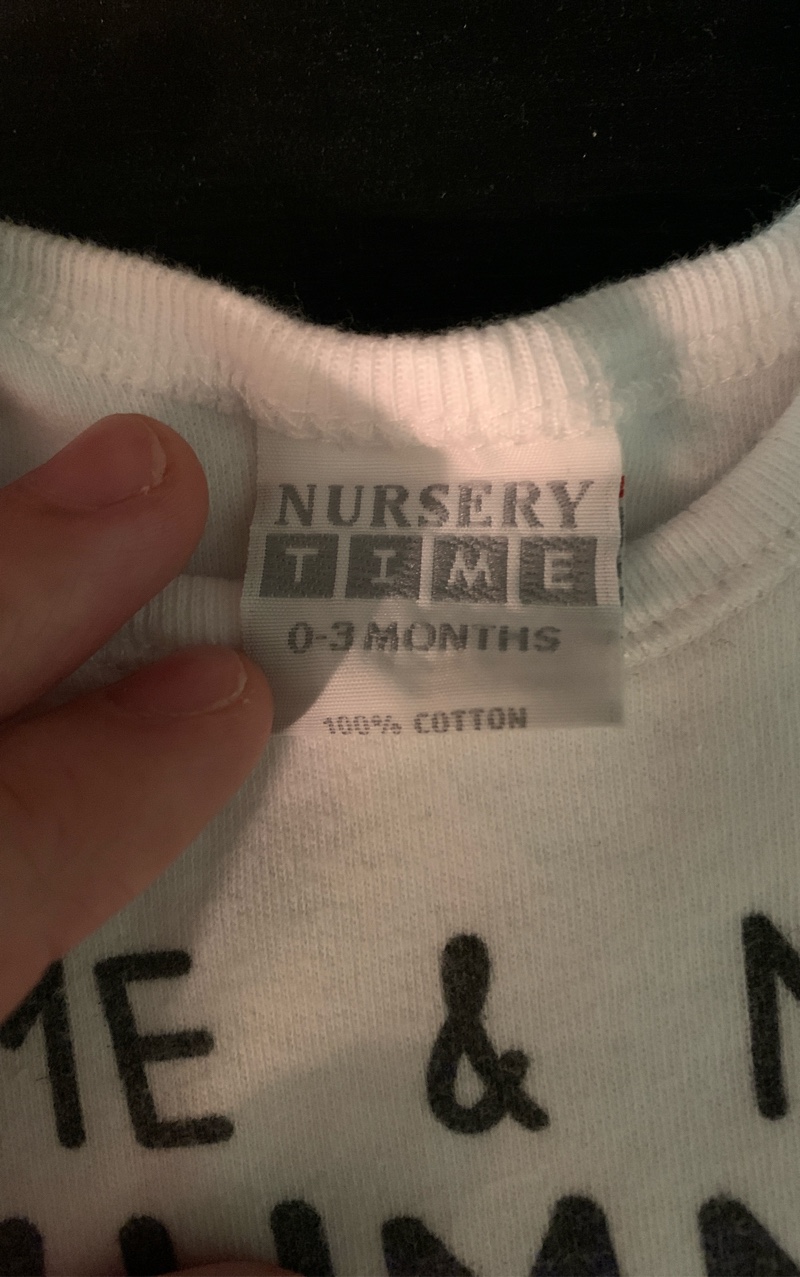 NURSERY
TIME
0-3 MONTHS
100% COTTON
ME &